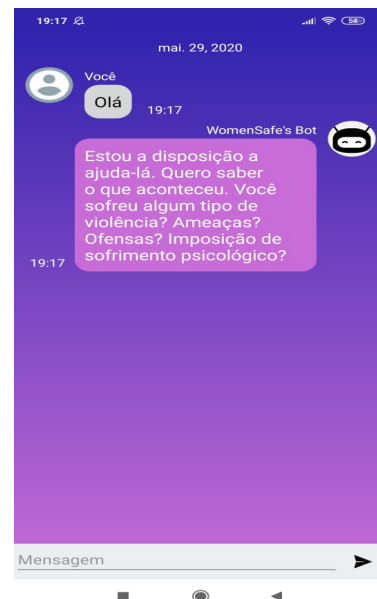 19:17
54
mai. 29, 2020
Você
Olá
19:17
WomenSafe's Bot
Estou a disposição a
ajuda-lá. Quero saber
o que aconteceu. Você
sofreu algum tipo de
violência? Ameaças?
Ofensas? Imposição de
sofrimento psicológico?
19:17
Mensagem